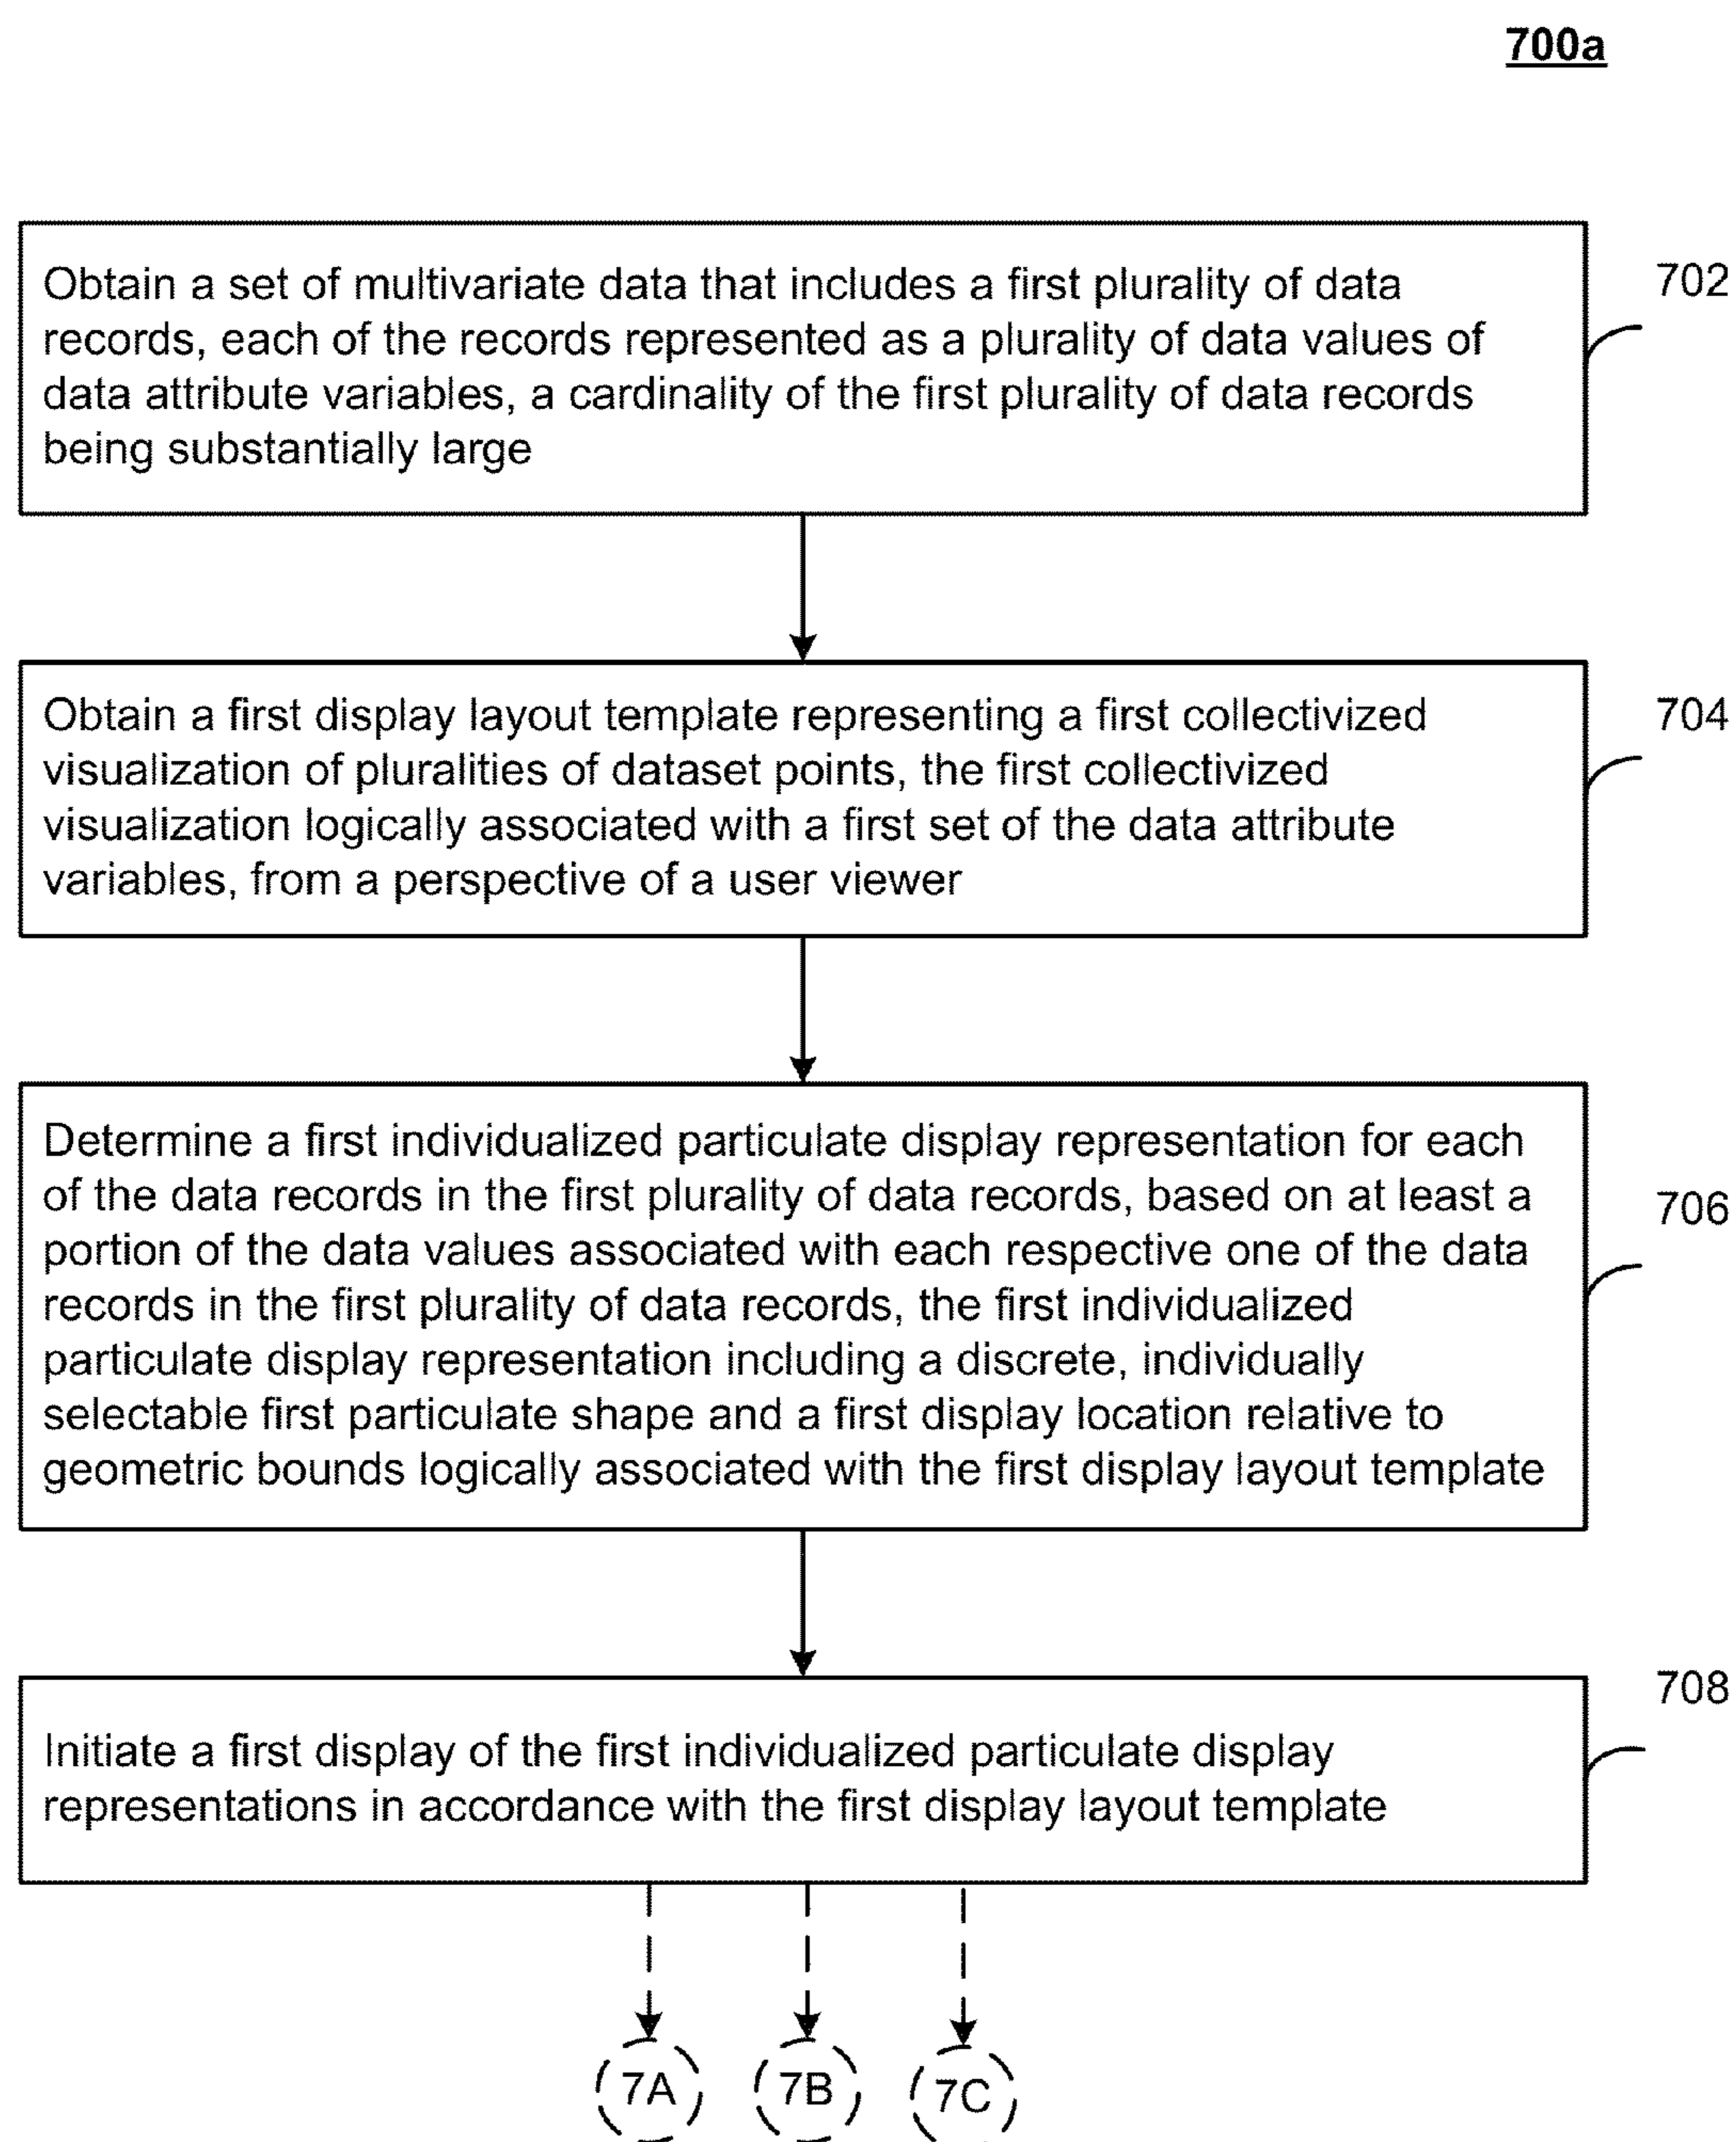 700a
Obtain a set of multivariate data that includes a first plurality of data
records, each of the records represented as a plurality of data values of
data attribute variables, a cardinality of the first plurality of data records
being substantially large
702
Obtain a first display layout template representing a first collectivized
visualization of pluralities of dataset points, the first collectivized
visualization logically associated with a first set of the data attribute
variables, from a perspective of a user viewer
704
Determine a first individualized particulate display representation for each
of the data records in the first plurality of data records, based on at least a
portion of the data values associated with each respective one of the data
records in the first plurality of data records, the first individualized
particulate display representation including a discrete, individually
selectable first particulate shape and a first display location relative to
geometric bounds logically associated with the first display layout template
706
Initiate a first display of the first individualized particulate display
representations in accordance with the first display layout template
708
7A
7B
7C